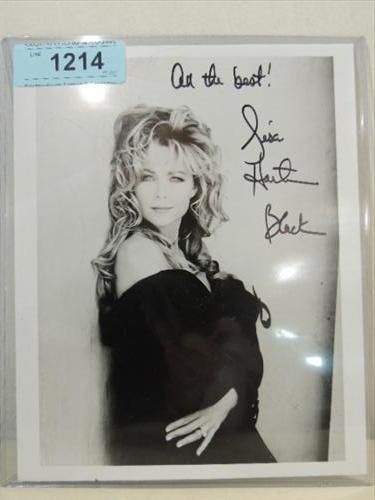 1214
All the best!
Lisa
Hartman
Black